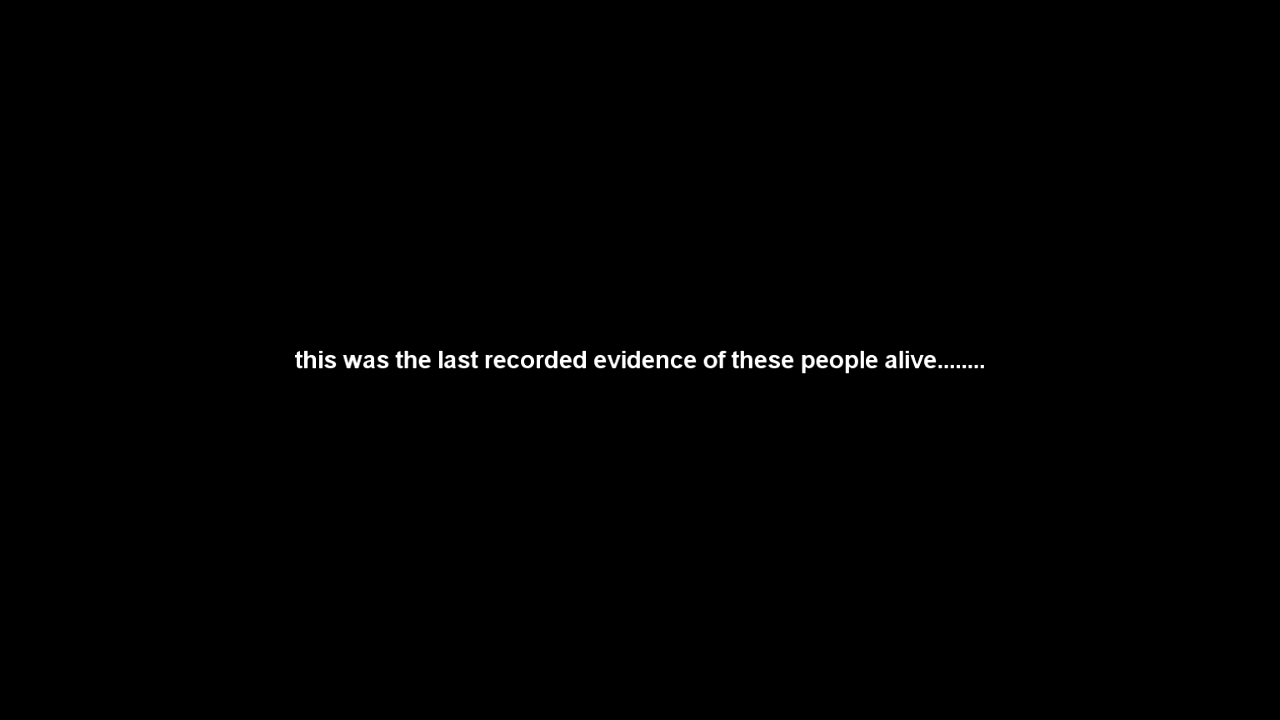 this was the last recorded evidence of these people alive........